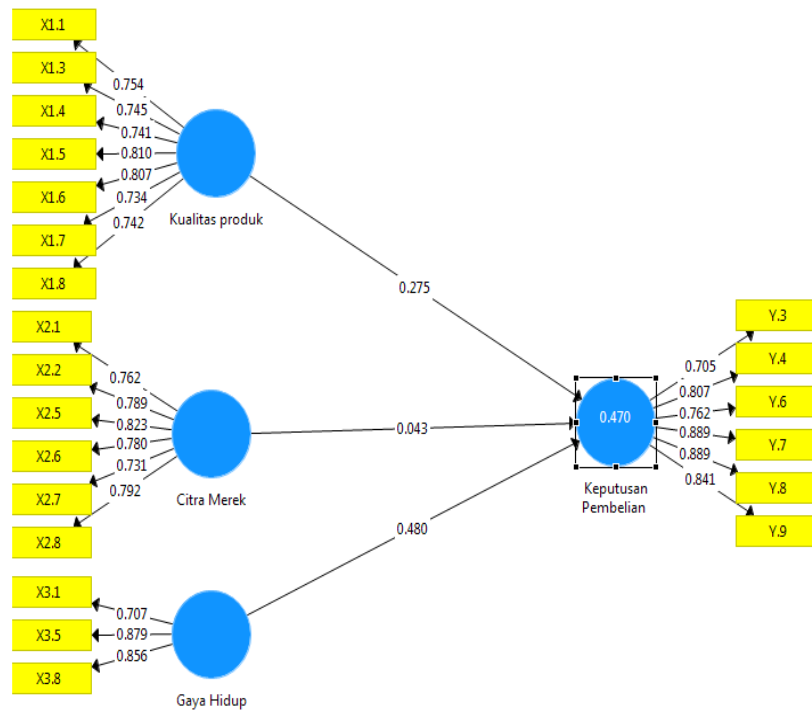 X1.1
X1.3
X1.4
X1.5
X1.6
X1.7
X1.8
0.754
0.745
0.741
0.810
0.807
0.734
0.742
Kualitas produk
0.275
X2.1
X2.2
X2.5
X2.6
X2.7
X2.8
0.762
0.789
0.823
0.780
0.731
0.792
Citra Merek
0.043
X3.1
X3.5
X3.8
0.707
0.879
0.856
Gaya Hidup
0.480
0.470
Keputusan
Pembelian
0.705
0.807
0.762
0.889
0.889
0.841
Y.3
Y.4
Y.6
Y.7
Y.8
Y.9